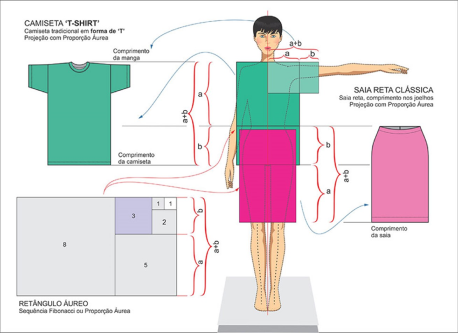 CAMISETA 'T-SHIRT'
Camiseta tradicional em forma de 'T'
Projeção com Proporção Áurea
Comprimento
da manga
a+b
a
b
a
a+b
b
Comprimento
da camiseta
SAIA RETA CLÁSSICA
Saia reta, comprimento nos joelhos
Projeção com Proporção Áurea
b
a+b
a
Comprimento
da saia
1
1
3
2
8
5
b
a+b
a
RETÂNGULO ÁUREO
Sequência Fibonacci ou Proporção Áurea